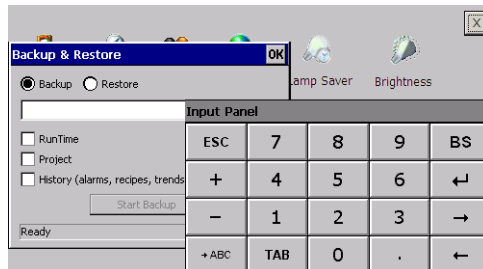 X
Backup & Restore OK
Lamp Saver Brightness
Backup Restore
Input Panel
RunTime
Project
History (alarms, recipes, trends
Start Backup
Ready
ESC 7 8 9 BS
+ 4 5 6 ↵
− 1 2 3 →
→ABC TAB 0 . ←